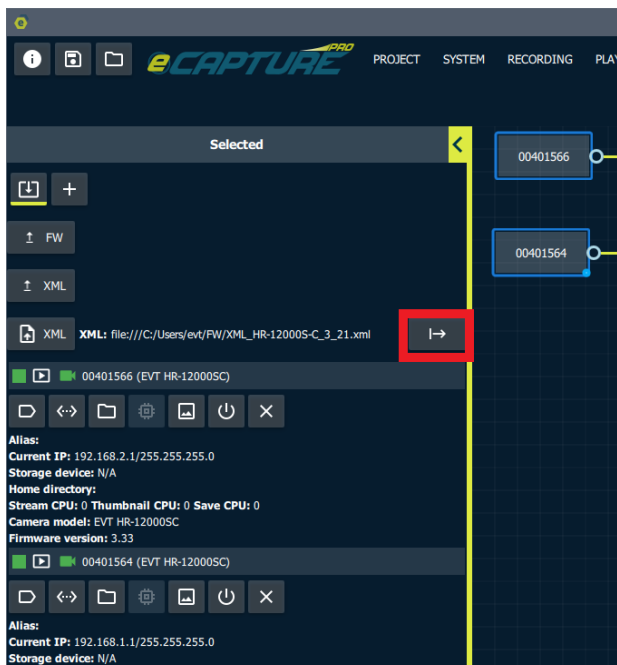 eCAPTURE PRO
PROJECT SYSTEM RECORDING PLAY
Selected
00401566
FW
00401564
XML
XML XML: file:///C:/Users/evt/FW/XML_HR-12000S-C_3_21.xml
00401566 (EVT HR-12000SC)
Alias:
Current IP: 192.168.2.1/255.255.255.0
Storage device: N/A
Home directory:
Stream CPU: 0 Thumbnail CPU: 0 Save CPU: 0
Camera model: EVT HR-12000SC
Firmware version: 3.33
00401564 (EVT HR-12000SC)
Alias:
Current IP: 192.168.1.1/255.255.255.0
Storage device: N/A